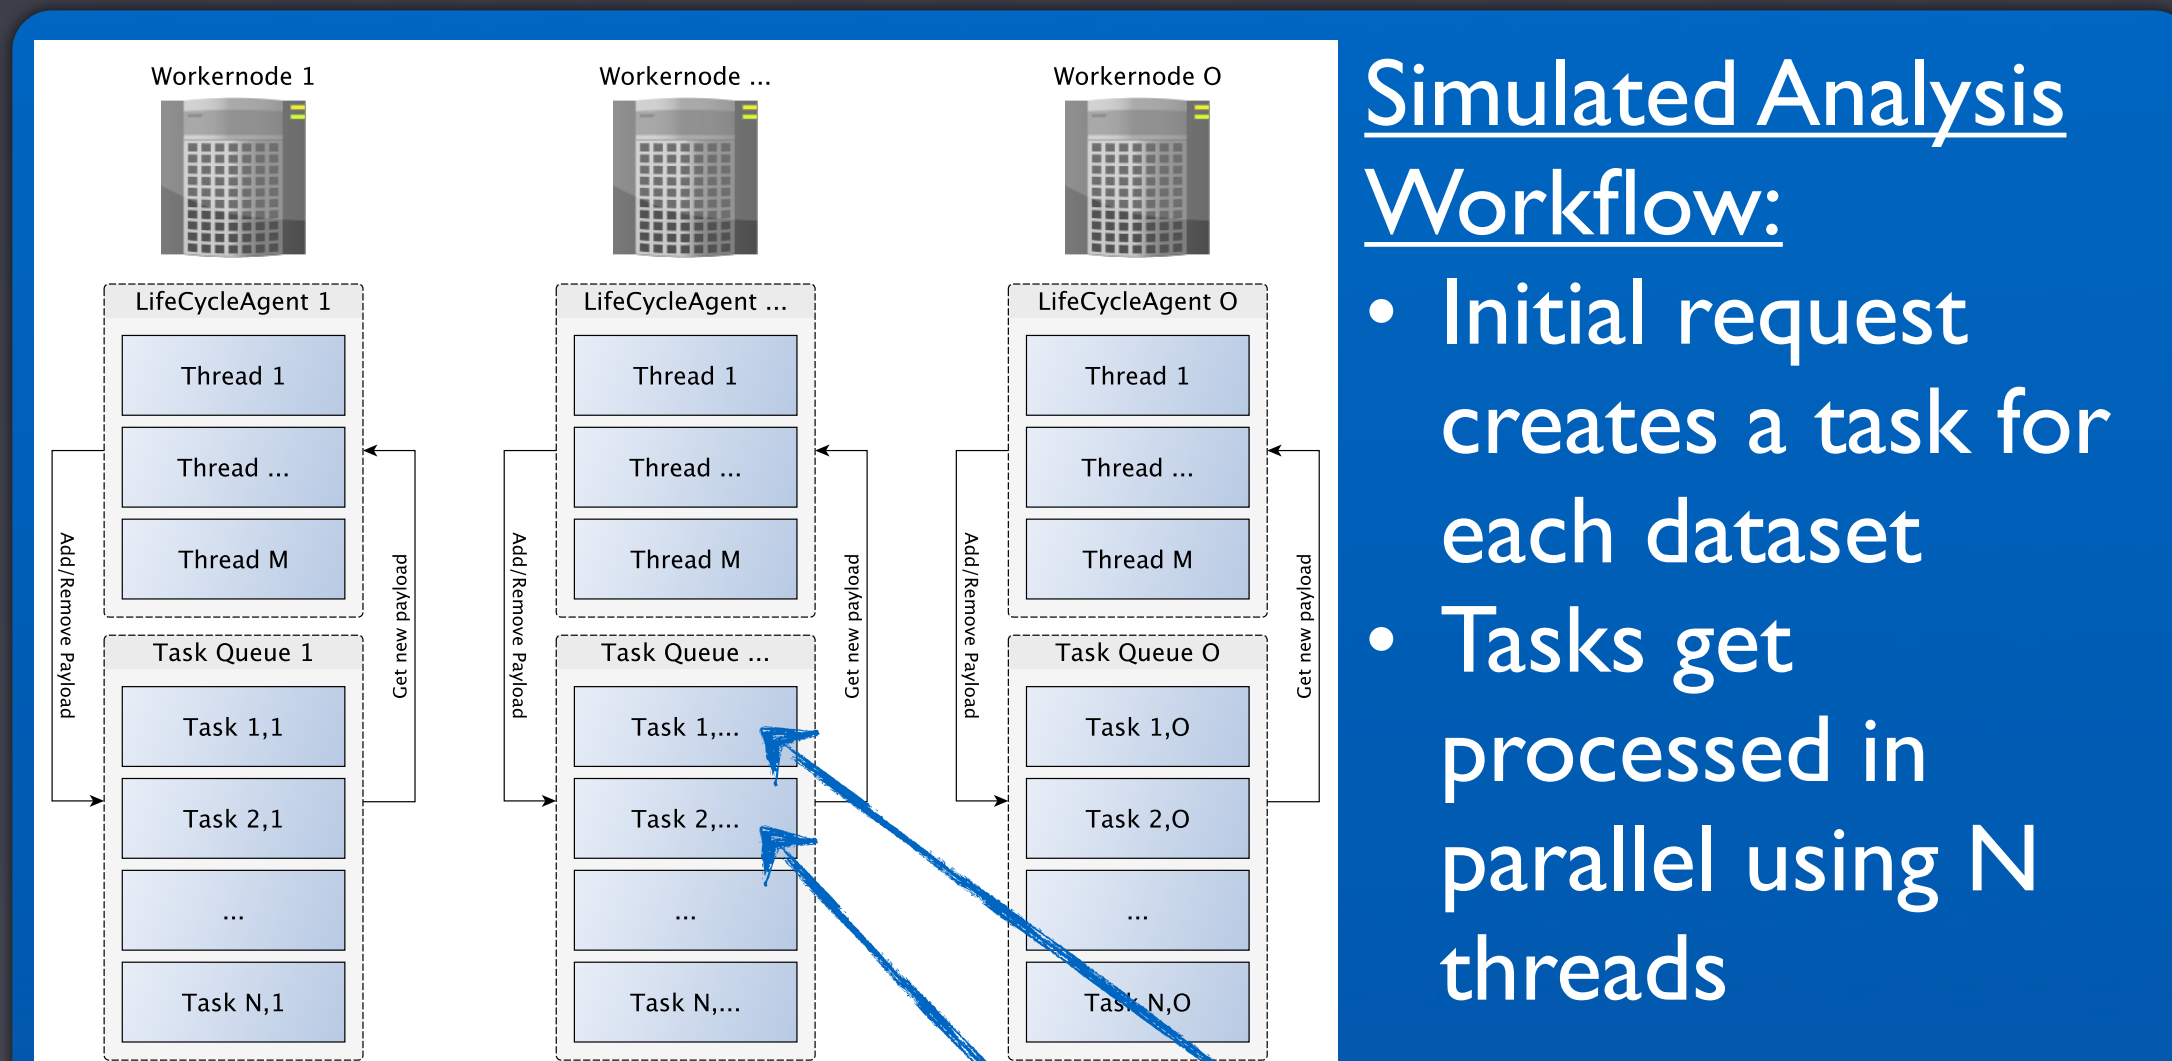 Workernode 1
Workernode ...
Workernode O
LifeCycleAgent 1
LifeCycleAgent ...
LifeCycleAgent O
Thread 1
Thread 1
Thread 1
Thread ...
Thread ...
Thread ...
Thread M
Thread M
Thread M
Add/Remove Payload
Get new payload
Add/Remove Payload
Get new payload
Add/Remove Payload
Get new payload
Task Queue 1
Task Queue ...
Task Queue O
Task 1,1
Task 1,...
Task 1,O
Task 2,1
Task 2,...
Task 2,O
...
...
...
Task N,1
Task N,...
Task N,O
Simulated Analysis
Workflow:
• Initial request
creates a task for
each dataset
• Tasks get
processed in
parallel using N
threads